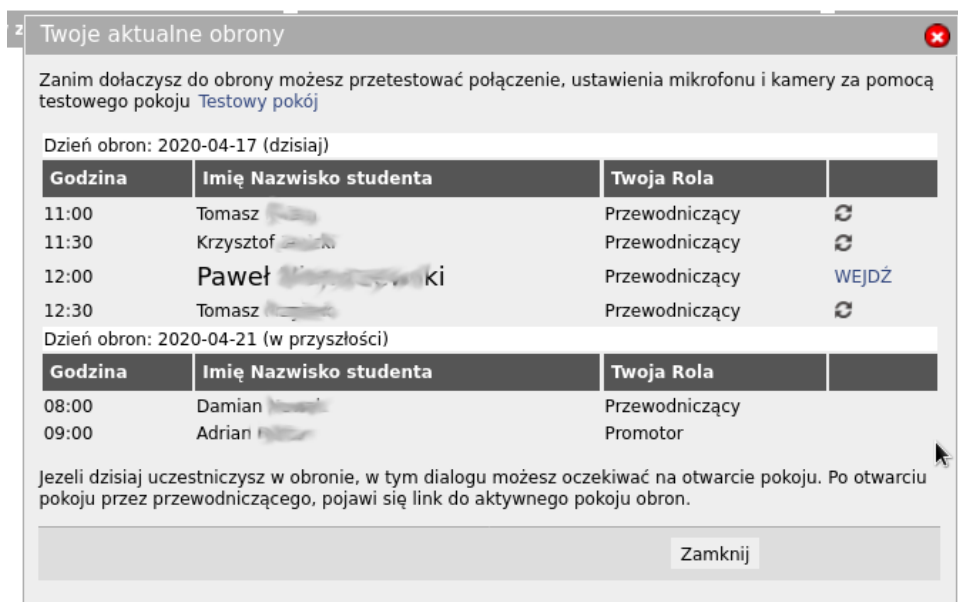 z
Twoje aktualne obrony
Zanim dołaczysz do obrony możesz przetestować połączenie, ustawienia mikrofonu i kamery za pomocą
testowego pokoju Testowy pokój
Dzień obron: 2020-04-17 (dzisiaj)
Godzina Imię Nazwisko studenta Twoja Rola
11:00 Tomasz Przewodniczący
11:30 Krzysztof Przewodniczący
12:00 Paweł Przewodniczący WEJDŹ
12:30 Tomasz Przewodniczący
Dzień obron: 2020-04-21 (w przyszłości)
Godzina Imię Nazwisko studenta Twoja Rola
08:00 Damian Przewodniczący
09:00 Adrian Promotor
Jezeli dzisiaj uczestniczysz w obronie, w tym dialogu możesz oczekiwać na otwarcie pokoju. Po otwarciu
pokoju przez przewodniczącego, pojawi się link do aktywnego pokoju obron.
Zamknij